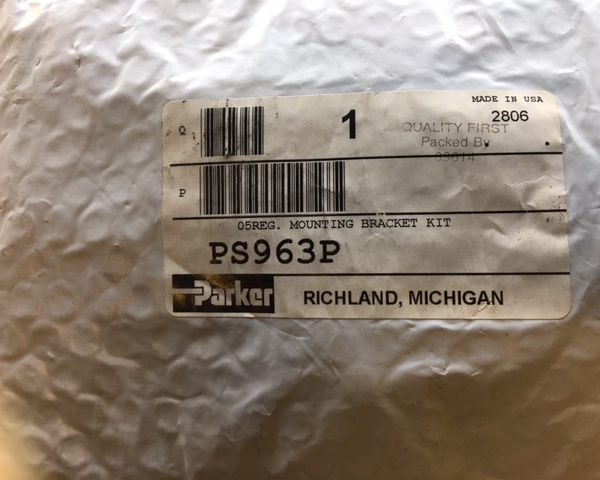 MADE IN USA
Q
1
2806
QUALITY FIRST
Packed By
P
05REG. MOUNTING BRACKET KIT
PS963P
Parker
RICHLAND, MICHIGAN